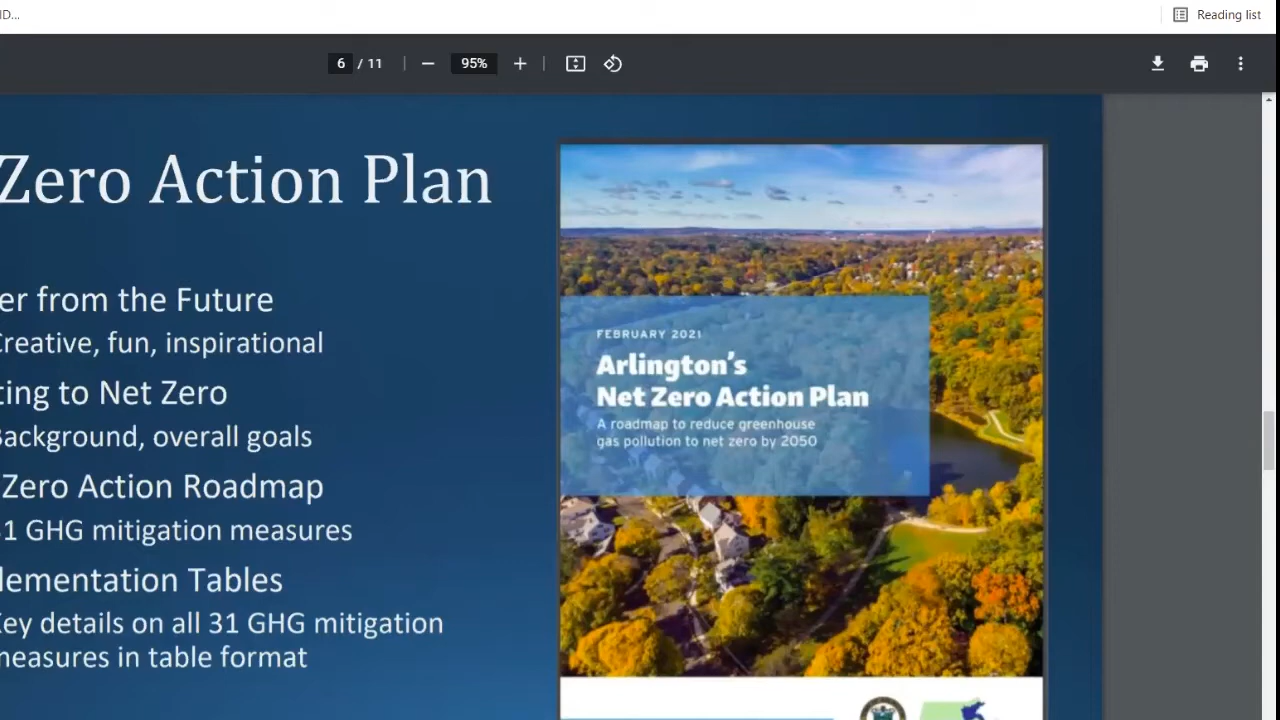 ID...
Reading list
6 / 11
95%
Zero Action Plan
er from the Future
Creative, fun, inspirational
ting to Net Zero
Background, overall goals
Zero Action Roadmap
31 GHG mitigation measures
lementation Tables
Key details on all 31 GHG mitigation
measures in table format
FEBRUARY 2021
Arlington's
Net Zero Action Plan
A roadmap to reduce greenhouse
gas pollution to net zero by 2050